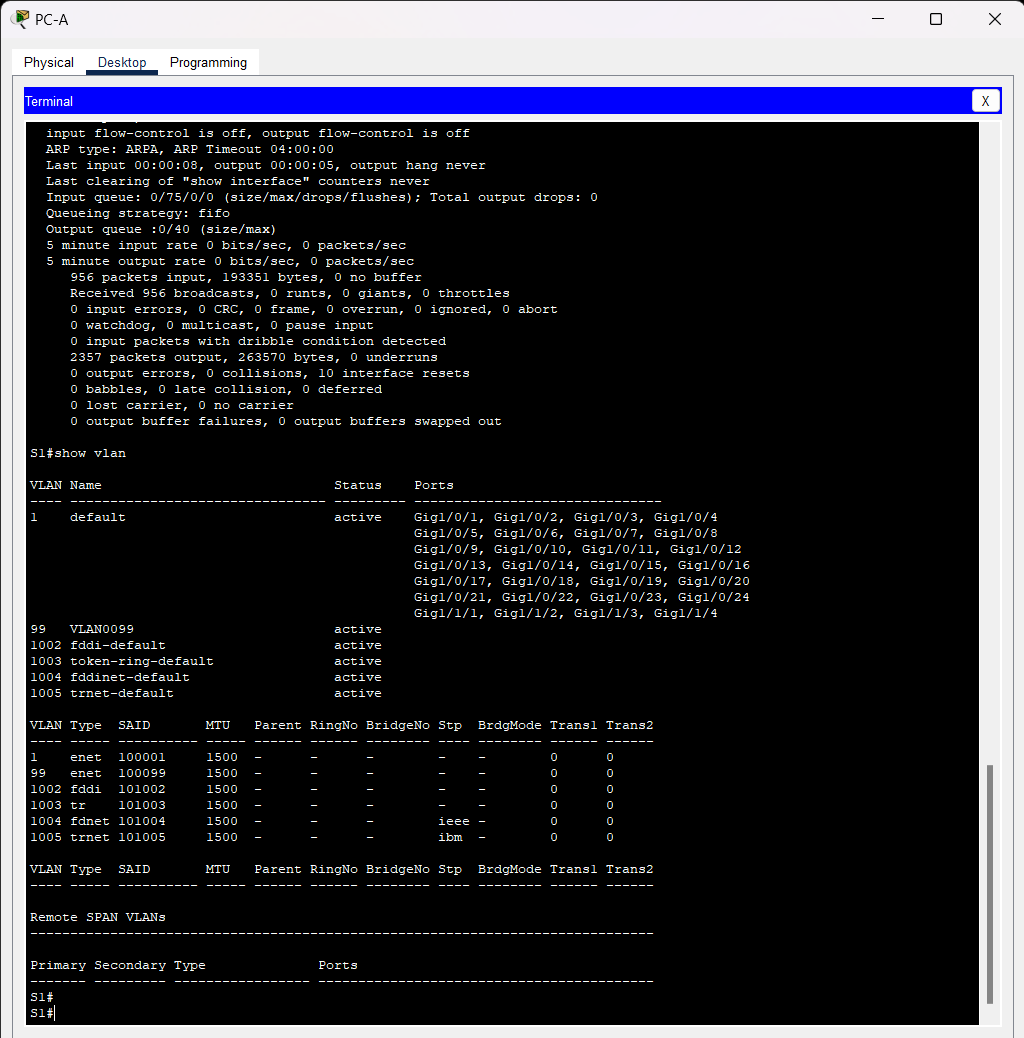 PC-A
Physical Desktop Programming
Terminal X
input flow-control is off, output flow-control is off
ARP type: ARPA, ARP Timeout 04:00:00
Last input 00:00:08, output 00:00:05, output hang never
Last clearing of "show interface" counters never
Input queue: 0/75/0/0 (size/max/drops/flushes); Total output drops: 0
Queueing strategy: fifo
Output queue :0/40 (size/max)
5 minute input rate 0 bits/sec, 0 packets/sec
5 minute output rate 0 bits/sec, 0 packets/sec
956 packets input, 193351 bytes, 0 no buffer
Received 956 broadcasts, 0 runts, 0 giants, 0 throttles
0 input errors, 0 CRC, 0 frame, 0 overrun, 0 ignored, 0 abort
0 watchdog, 0 multicast, 0 pause input
0 input packets with dribble condition detected
2357 packets output, 263570 bytes, 0 underruns
0 output errors, 0 collisions, 10 interface resets
0 babbles, 0 late collision, 0 deferred
0 lost carrier, 0 no carrier
0 output buffer failures, 0 output buffers swapped out
S1#show vlan
VLAN Name                             Status    Ports
---- -------------------------------- --------- -------------------------------
1    default                          active    Gig1/0/1, Gig1/0/2, Gig1/0/3, Gig1/0/4
Gig1/0/5, Gig1/0/6, Gig1/0/7, Gig1/0/8
Gig1/0/9, Gig1/0/10, Gig1/0/11, Gig1/0/12
Gig1/0/13, Gig1/0/14, Gig1/0/15, Gig1/0/16
Gig1/0/17, Gig1/0/18, Gig1/0/19, Gig1/0/20
Gig1/0/21, Gig1/0/22, Gig1/0/23, Gig1/0/24
Gig1/1/1, Gig1/1/2, Gig1/1/3, Gig1/1/4
99   VLAN0099                         active
1002 fddi-default                     active
1003 token-ring-default               active
1004 fddinet-default                  active
1005 trnet-default                    active
VLAN Type  SAID       MTU   Parent RingNo BridgeNo Stp  BrdgMode Trans1 Trans2
---- ----- ---------- ----- ------ ------ -------- ---- -------- ------ ------
1    enet  100001     1500  -      -      -        -    -        0      0
99   enet  100099     1500  -      -      -        -    -        0      0
1002 fddi  101002     1500  -      -      -        -    -        0      0
1003 tr    101003     1500  -      -      -        -    -        0      0
1004 fdnet 101004     1500  -      -      -        ieee -        0      0
1005 trnet 101005     1500  -      -      -        ibm  -        0      0
VLAN Type  SAID       MTU   Parent RingNo BridgeNo Stp  BrdgMode Trans1 Trans2
---- ----- ---------- ----- ------ ------ -------- ---- -------- ------ ------
Remote SPAN VLANs
------------------------------------------------------------------------------
Primary Secondary Type              Ports
------- --------- ----------------- ------------------------------------------
S1#
S1#